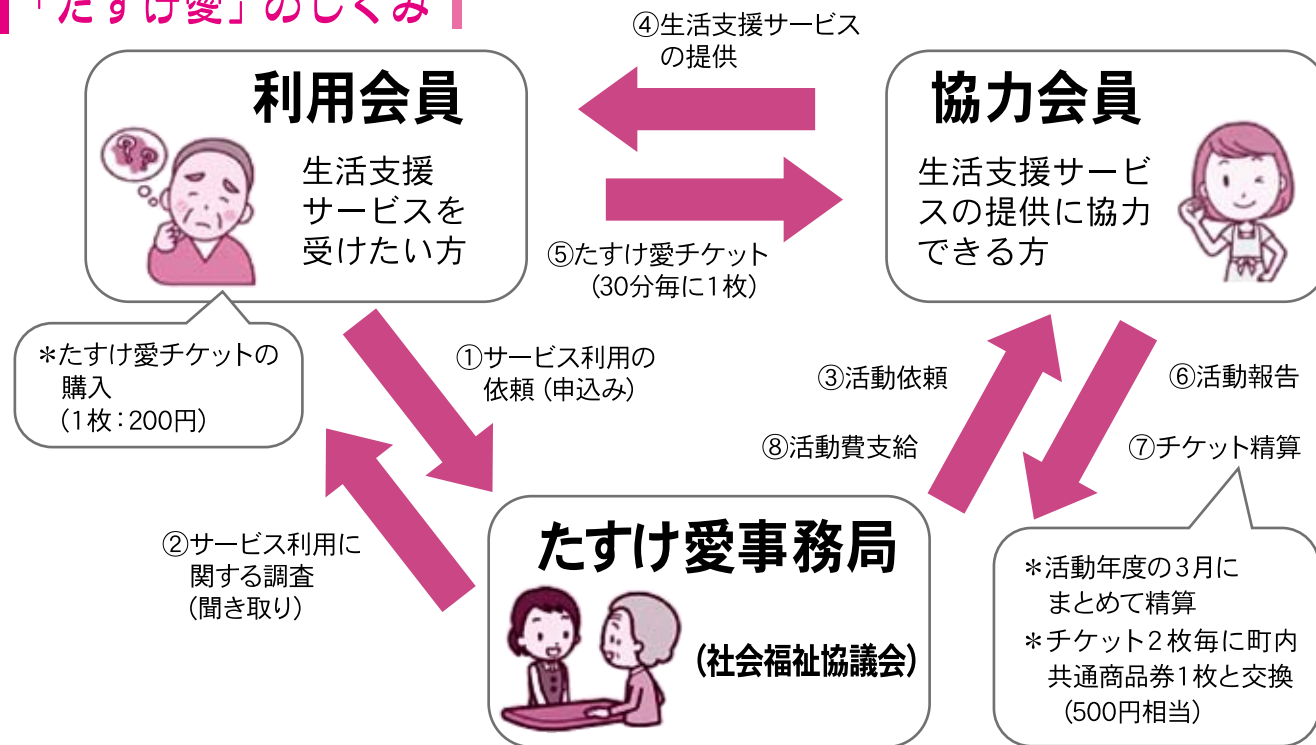 「たすけ愛」のしくみ
④生活支援サービス
の提供
利用会員
生活支援
サービスを
受けたい方
協力会員
生活支援サービ
スの提供に協力
できる方
⑤たすけ愛チケット
(30分毎に1枚)
＊たすけ愛チケットの
購入
(1枚：200円)
①サービス利用の
依頼(申込み)
③活動依頼
⑧活動費支給
⑥活動報告
⑦チケット精算
②サービス利用に
関する調査
(聞き取り)
たすけ愛事務局
(社会福祉協議会)
＊活動年度の3月に
まとめて精算
＊チケット2枚毎に町内
共通商品券1枚と交換
(500円相当)